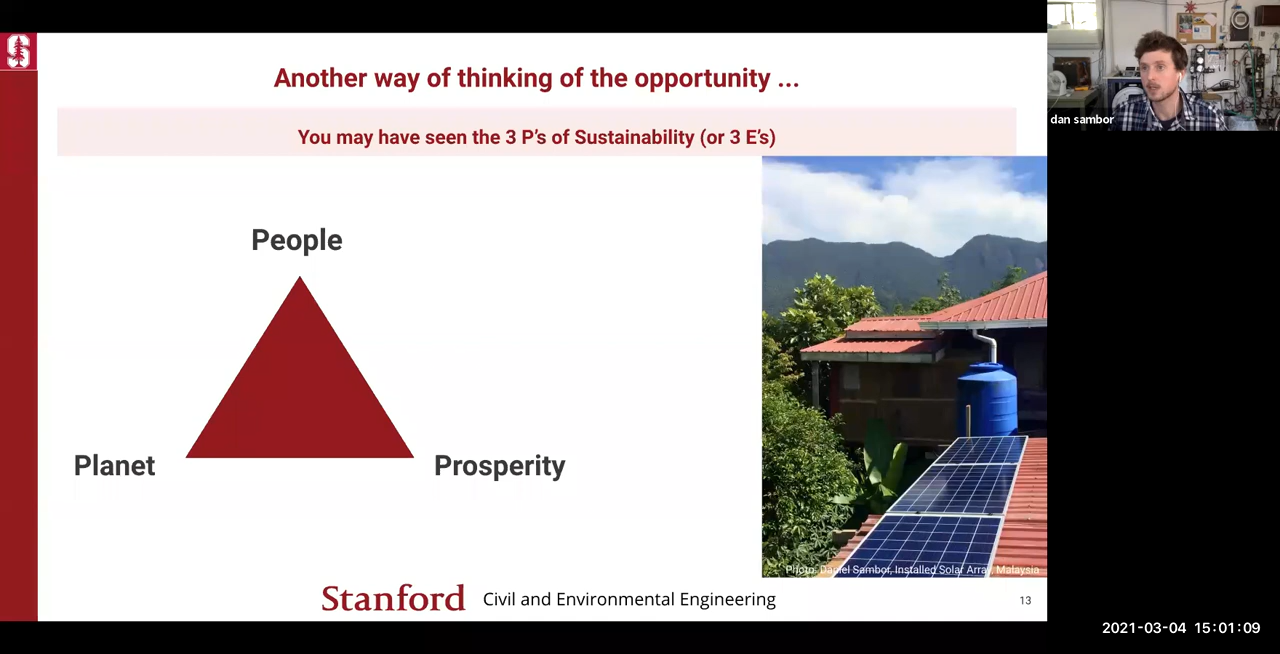 Another way of thinking of the opportunity ...
You may have seen the 3 P's of Sustainability (or 3 E's)
dan sambor
People
Planet
Prosperity
Photo: Daniel Sambor, Installed Solar Array, Malaysia
Stanford Civil and Environmental Engineering
13
2021-03-04 15:01:09